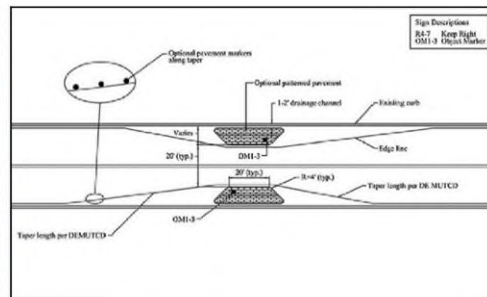 Sign Descriptions
R4-7 Keep Right
OM1-3 Object Marker
Optional pavement markers
along taper
Optional patterned pavement
1-2' drainage channel
Existing curb
Varies
OM1-3
Edge line
20' (typ.)
20' (typ.)
R=4' (typ.)
Taper length per DE MUTCD
OM1-3
Taper length per DEMUTCD